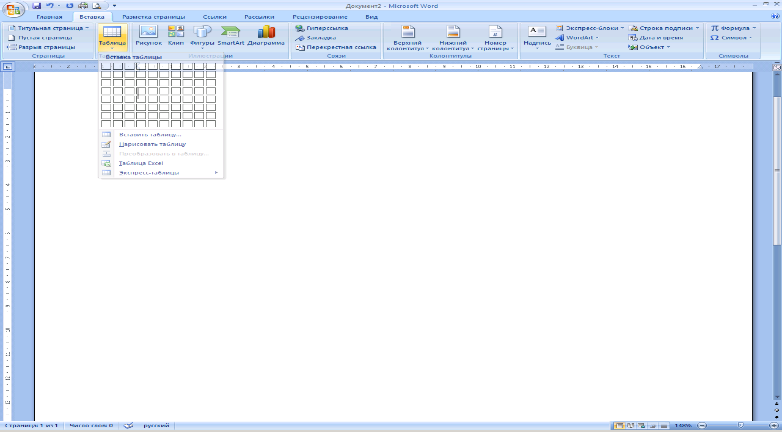 Документ2 - Microsoft Word
Главная Вставка Разметка страницы Ссылки Рассылки Рецензирование Вид
Титульная страница
Пустая страница
Разрыв страницы
Страницы
Таблица
Рисунок Клип Фигуры SmartArt Диаграмма
Иллюстрации
Гиперссылка
Закладка
Перекрестная ссылка
Связи
Верхний колонтитул
Нижний колонтитул
Номер страницы
Колонтитулы
Надпись
Экспресс-блоки
WordArt
Буквица
Строка подписи
Дата и время
Объект
Текст
Формула
Символ
Символы
Вставка таблицы
Вставить таблицу...
Нарисовать таблицу
Преобразовать в таблицу...
Таблица Excel
Экспресс-таблицы
Страница: 1 из 1 Число слов: 0 русский
148%